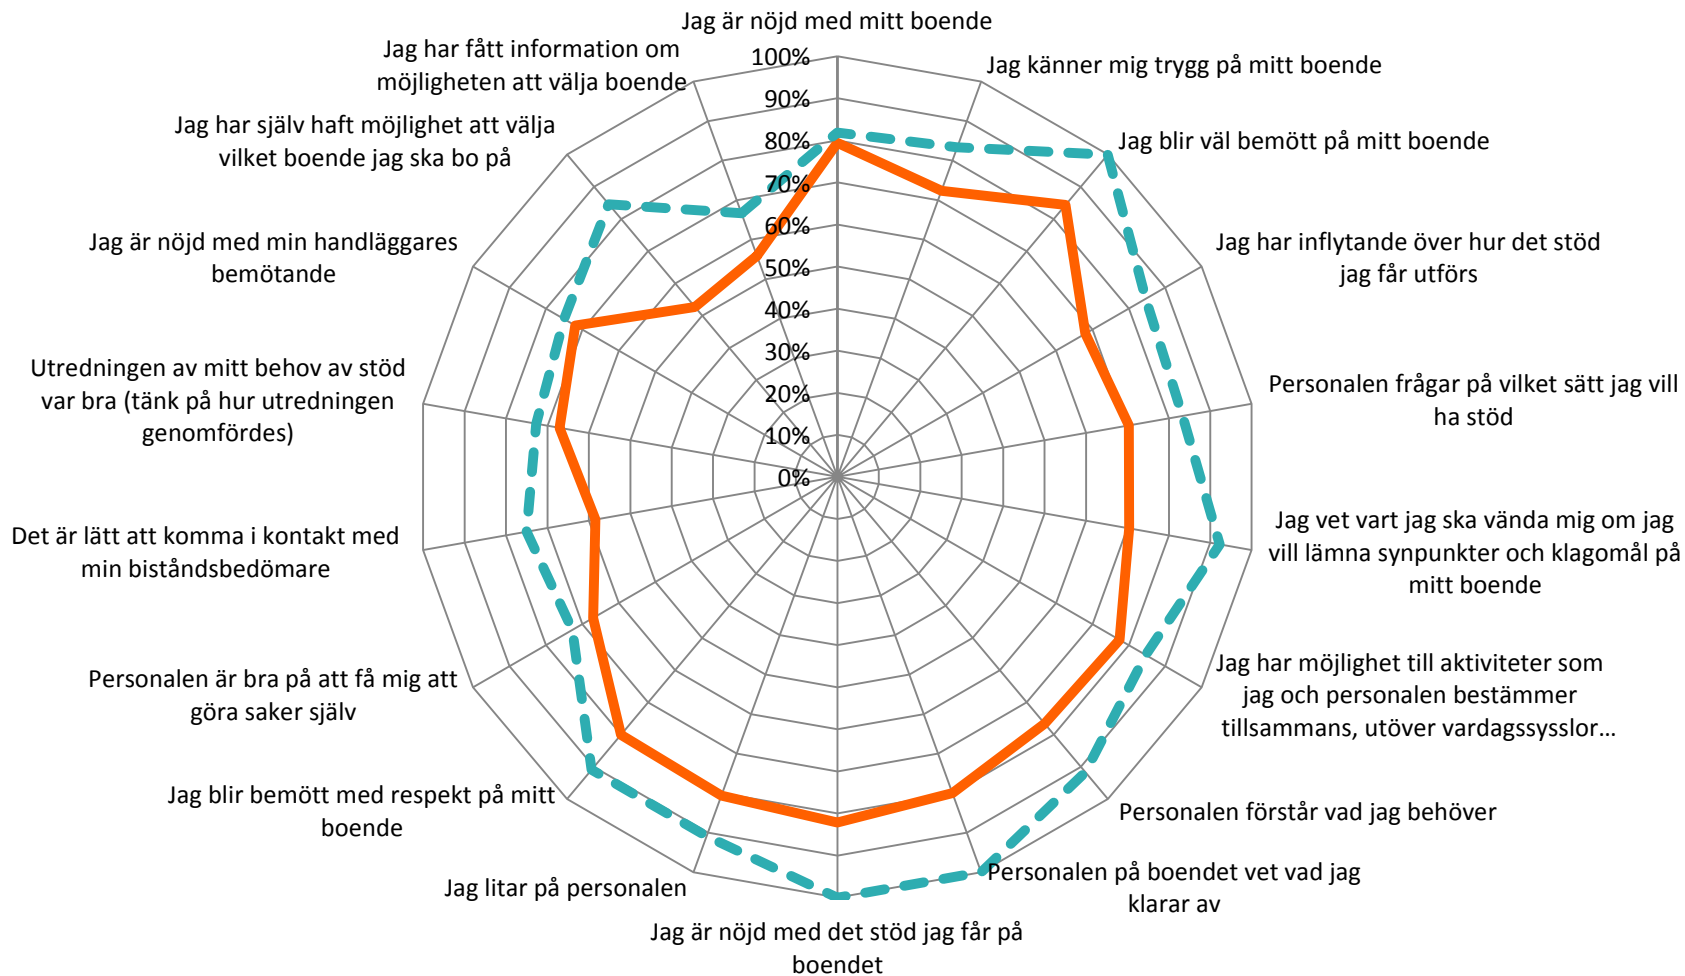 Jag är nöjd med mitt boende
Jag känner mig trygg på mitt boende
Jag blir väl bemött på mitt boende
Jag har inflytande över hur det stöd
jag får utförs
Personalen frågar på vilket sätt jag vill
ha stöd
Jag vet vart jag ska vända mig om jag
vill lämna synpunkter och klagomål på
mitt boende
Jag har möjlighet till aktiviteter som
jag och personalen bestämmer
tillsammans, utöver vardagssysslor…
Personalen förstår vad jag behöver
Personalen på boendet vet vad jag
klarar av
Jag är nöjd med det stöd jag får på
boendet
Jag litar på personalen
Jag blir bemött med respekt på mitt
boende
Personalen är bra på att få mig att
göra saker själv
Det är lätt att komma i kontakt med
min biståndsbedömare
Utredningen av mitt behov av stöd
var bra (tänk på hur utredningen
genomfördes)
Jag är nöjd med min handläggares
bemötande
Jag har själv haft möjlighet att välja
vilket boende jag ska bo på
Jag har fått information om
möjligheten att välja boende
100%
90%
80%
70%
60%
50%
40%
30%
20%
10%
0%